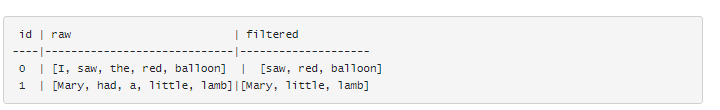 id | raw                         | filtered
----|-----------------------------|-------------------
0  | [I, saw, the, red, balloon]  |  [saw, red, balloon]
1  | [Mary, had, a, little, lamb]|[Mary, little, lamb]